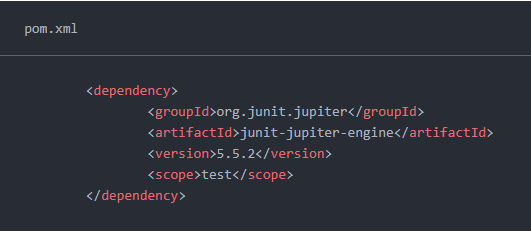 pom.xml
<dependency>
<groupId>org.junit.jupiter</groupId>
<artifactId>junit-jupiter-engine</artifactId>
<version>5.5.2</version>
<scope>test</scope>
</dependency>